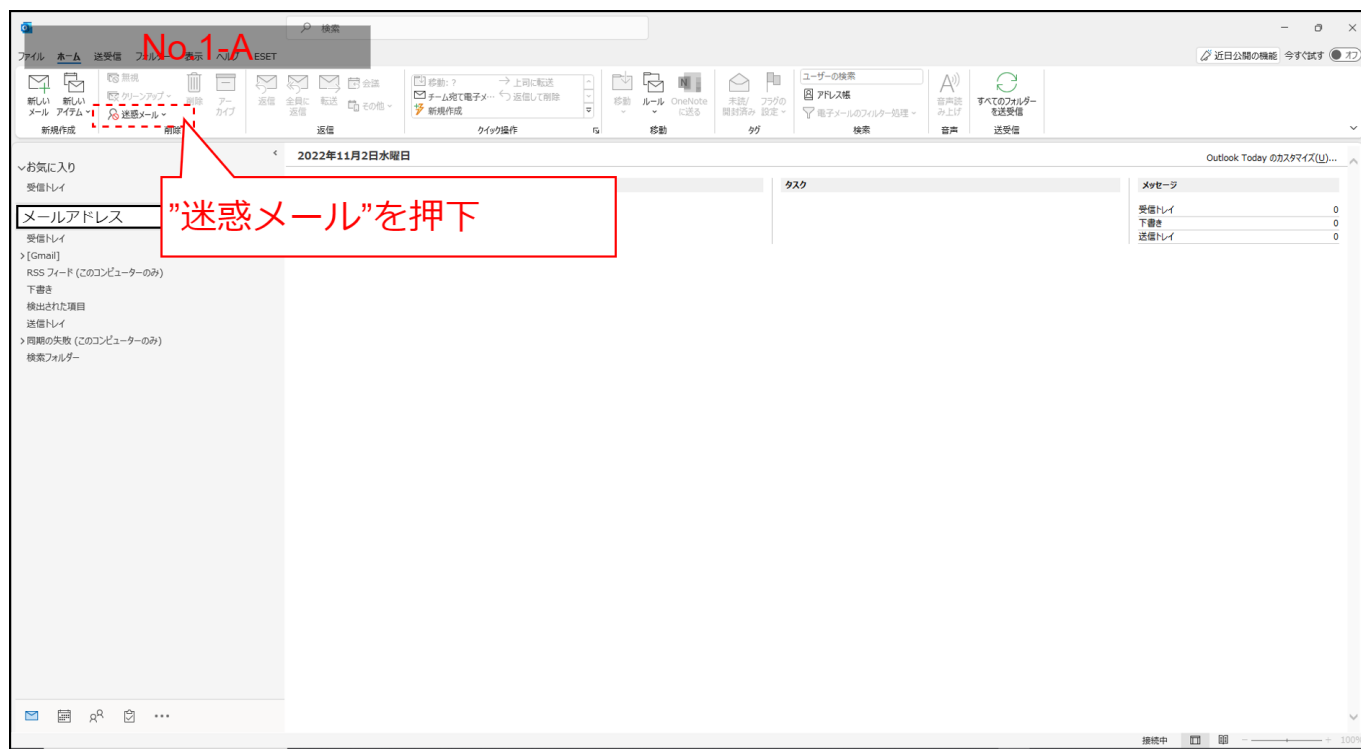 検索
No.1-A
ファイル ホーム 送受信 フォルダー 表示 ヘルプ ESET
近日公開の機能 今すぐ試す オフ
新しいメール
新しいアイテム
無視
クリーンアップ
迷惑メール
削除
アーカイブ
返信
全員に返信
転送
会議
その他
移動: ?
チーム宛て電子メ…
新規作成
上司に転送
返信して削除
移動
ルール
OneNote に送る
未読/開封済み
フラグの設定
ユーザーの検索
アドレス帳
電子メールのフィルター処理
音声読み上げ
すべてのフォルダーを送受信
新規作成 削除 返信 クイック操作 移動 タグ 検索 音声 送受信
お気に入り
受信トレイ
メールアドレス
受信トレイ
[Gmail]
RSS フィード (このコンピューターのみ)
下書き
検出された項目
送信トレイ
同期の失敗 (このコンピューターのみ)
検索フォルダー
2022年11月2日水曜日
Outlook Today のカスタマイズ(U)...
”迷惑メール”を押下
タスク
メッセージ
受信トレイ 0
下書き 0
送信トレイ 0
接続中
100%